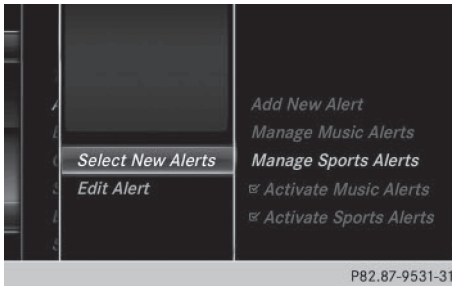 Add New Alert
Manage Music Alerts
Select New Alerts
Manage Sports Alerts
Edit Alert
Activate Music Alerts
Activate Sports Alerts
P82.87-9531-31